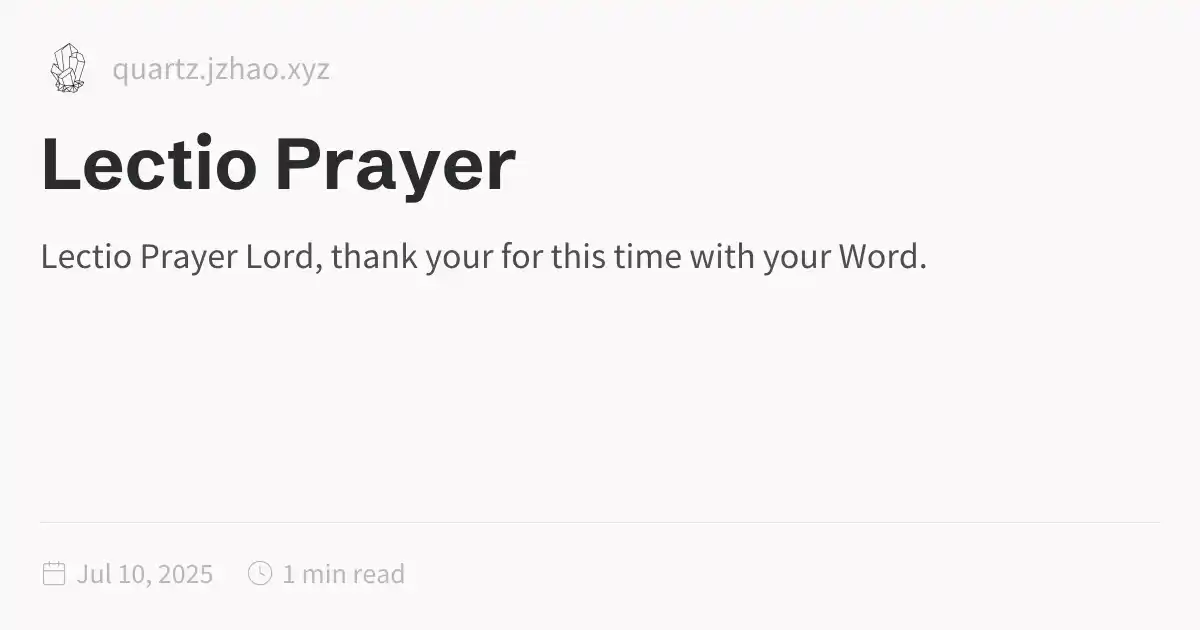 quartz.jzhao.xyz
Lectio Prayer
Lectio Prayer Lord, thank your for this time with your Word.
Jul 10, 2025 1 min read